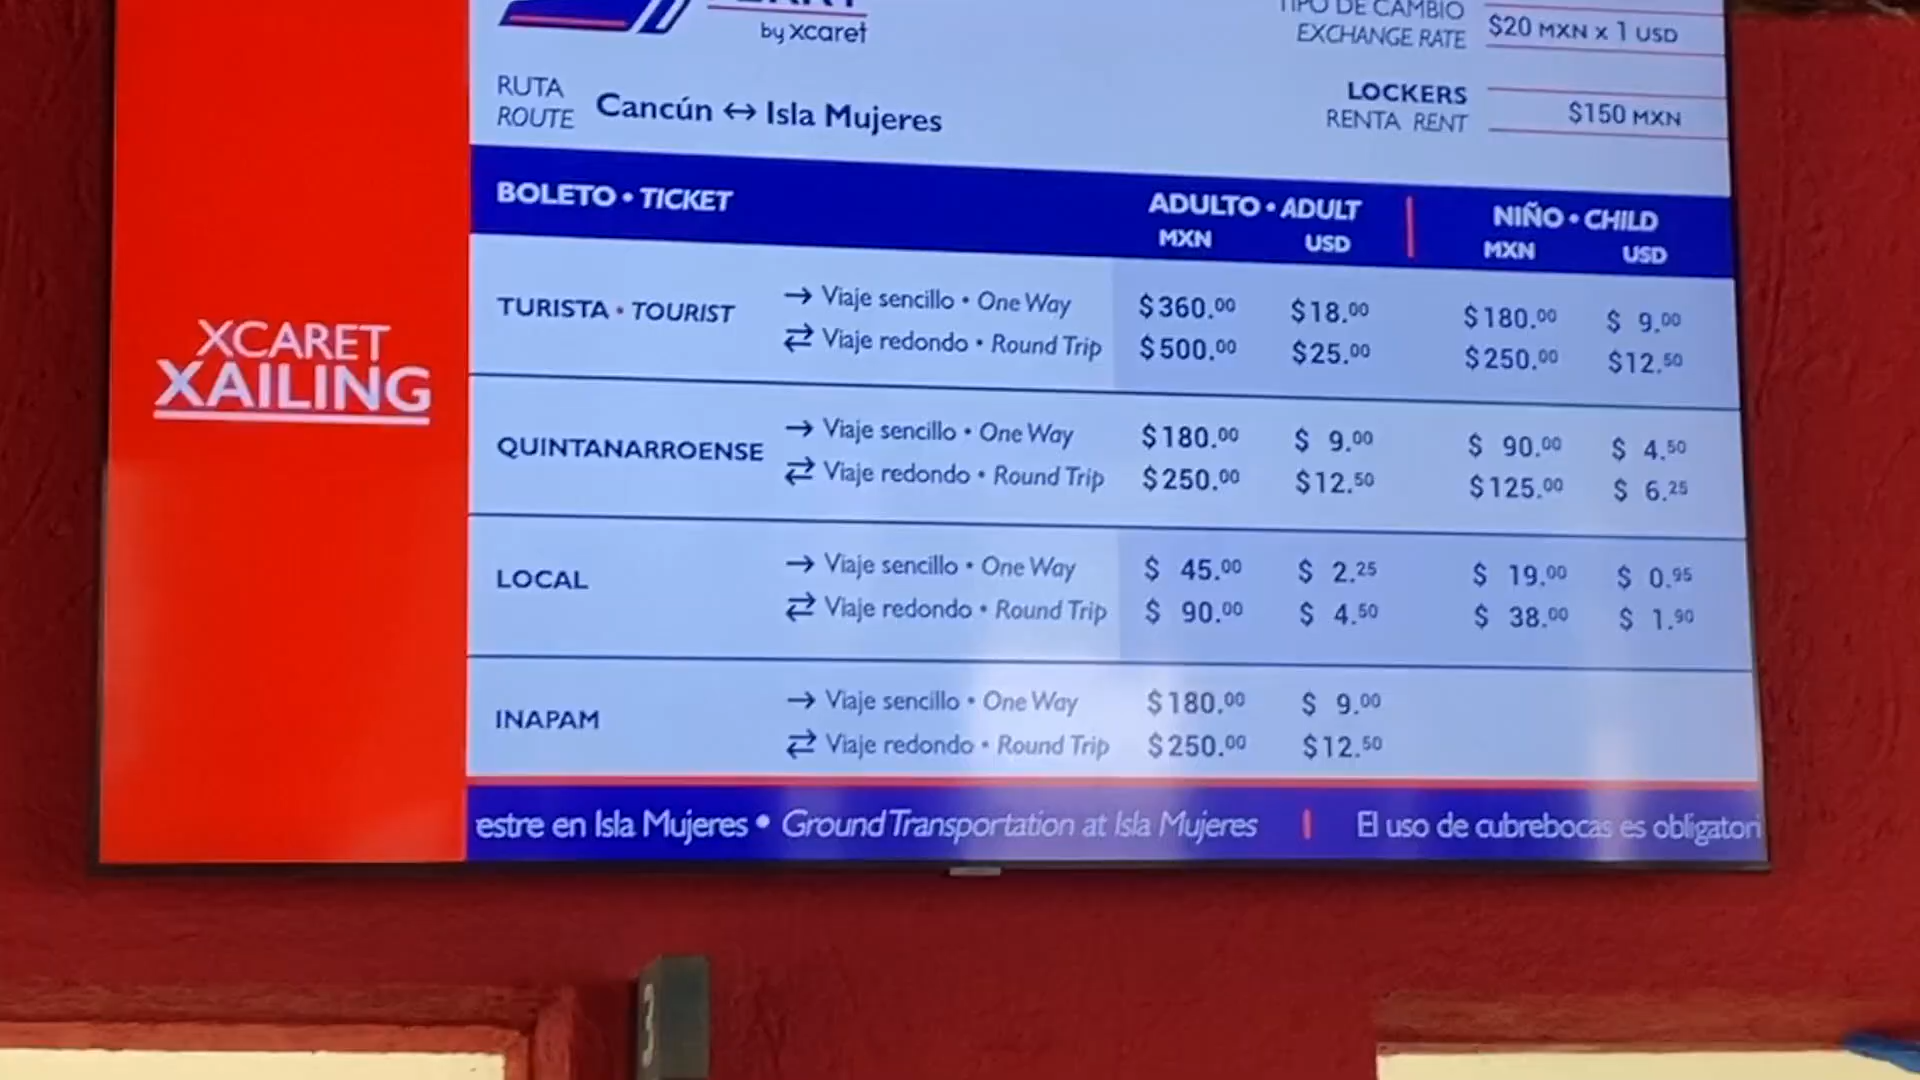 by xcaret
TIPO DE CAMBIO
EXCHANGE RATE $20 MXN x 1 USD
RUTA
ROUTE Cancún ↔ Isla Mujeres
LOCKERS
RENTA RENT $150 MXN
BOLETO • TICKET ADULTO • ADULT NIÑO • CHILD
MXN USD MXN USD
XCARET
XAILING
TURISTA • TOURIST
→ Viaje sencillo • One Way $360.00 $18.00 $180.00 $ 9.00
⇄ Viaje redondo • Round Trip $500.00 $25.00 $250.00 $12.50
QUINTANARROENSE
→ Viaje sencillo • One Way $180.00 $ 9.00 $ 90.00 $ 4.50
⇄ Viaje redondo • Round Trip $250.00 $12.50 $125.00 $ 6.25
LOCAL
→ Viaje sencillo • One Way $ 45.00 $ 2.25 $ 19.00 $ 0.95
⇄ Viaje redondo • Round Trip $ 90.00 $ 4.50 $ 38.00 $ 1.90
INAPAM
→ Viaje sencillo • One Way $180.00 $ 9.00
⇄ Viaje redondo • Round Trip $250.00 $12.50
estre en Isla Mujeres • Ground Transportation at Isla Mujeres | El uso de cubrebocas es obligatori
3